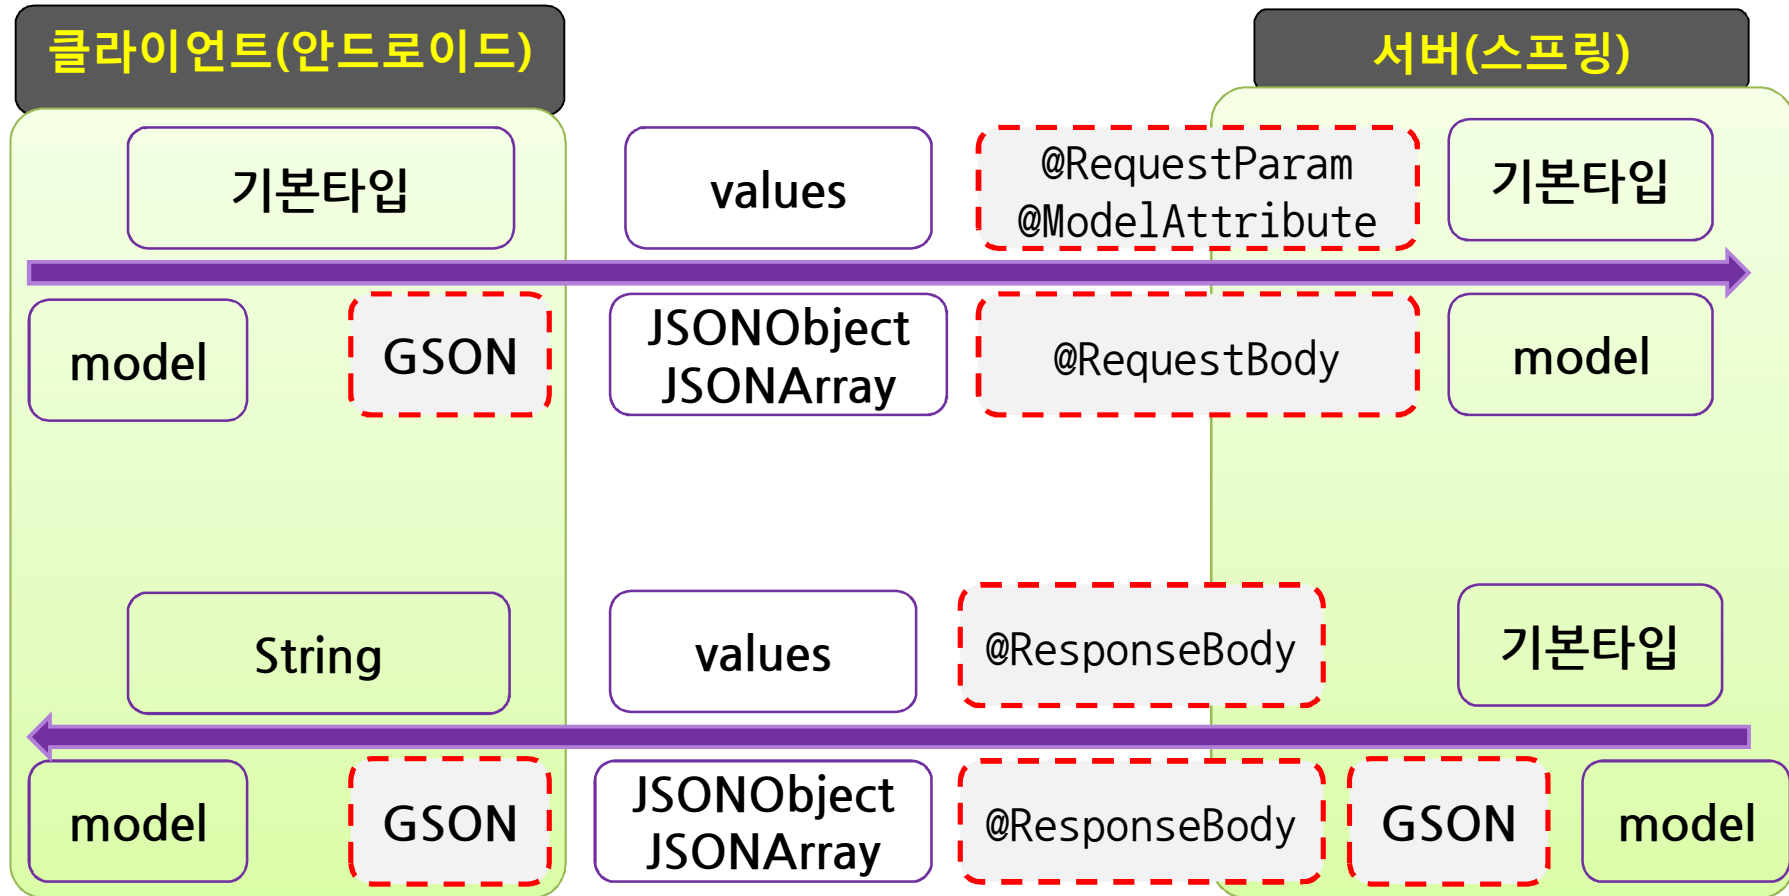 클라이언트(안드로이드)
서버(스프링)
기본타입
values
@RequestParam
@ModelAttribute
기본타입
model
GSON
JSONObject
JSONArray
@RequestBody
model
String
values
@ResponseBody
기본타입
model
GSON
JSONObject
JSONArray
@ResponseBody
GSON
model